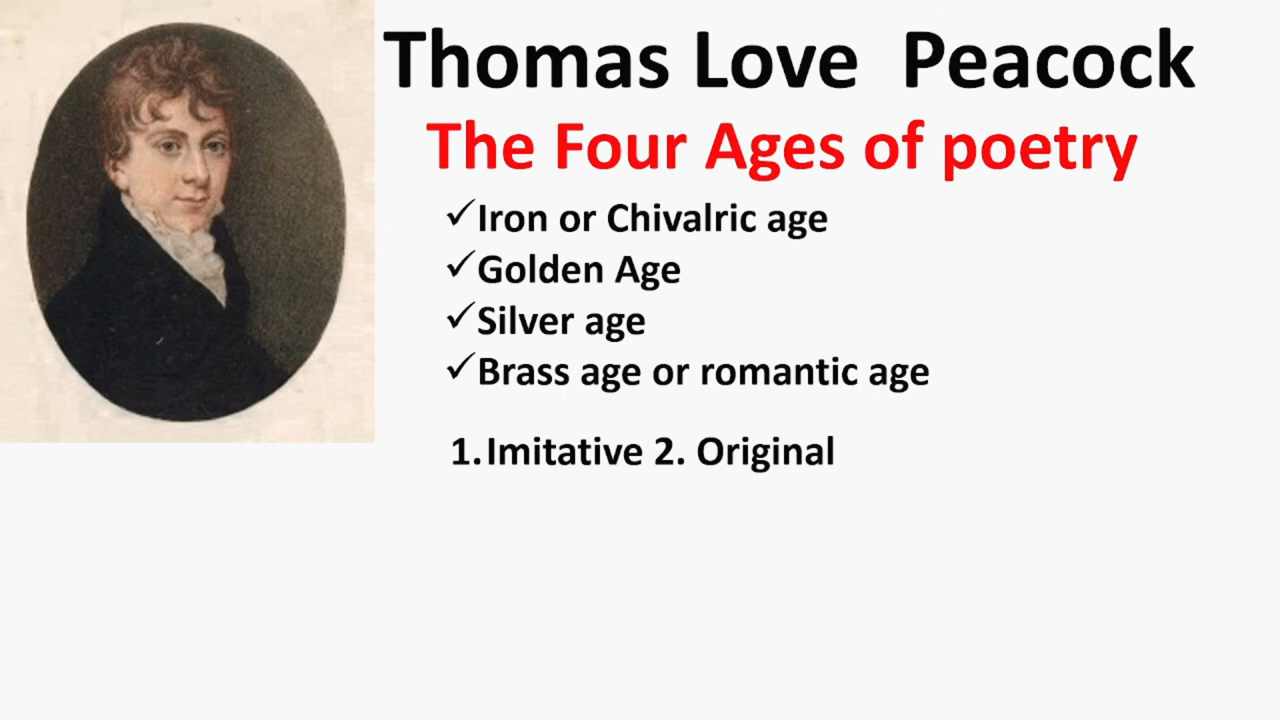 Thomas Love Peacock
The Four Ages of poetry
✓Iron or Chivalric age
✓Golden Age
✓Silver age
✓Brass age or romantic age
1.Imitative 2. Original